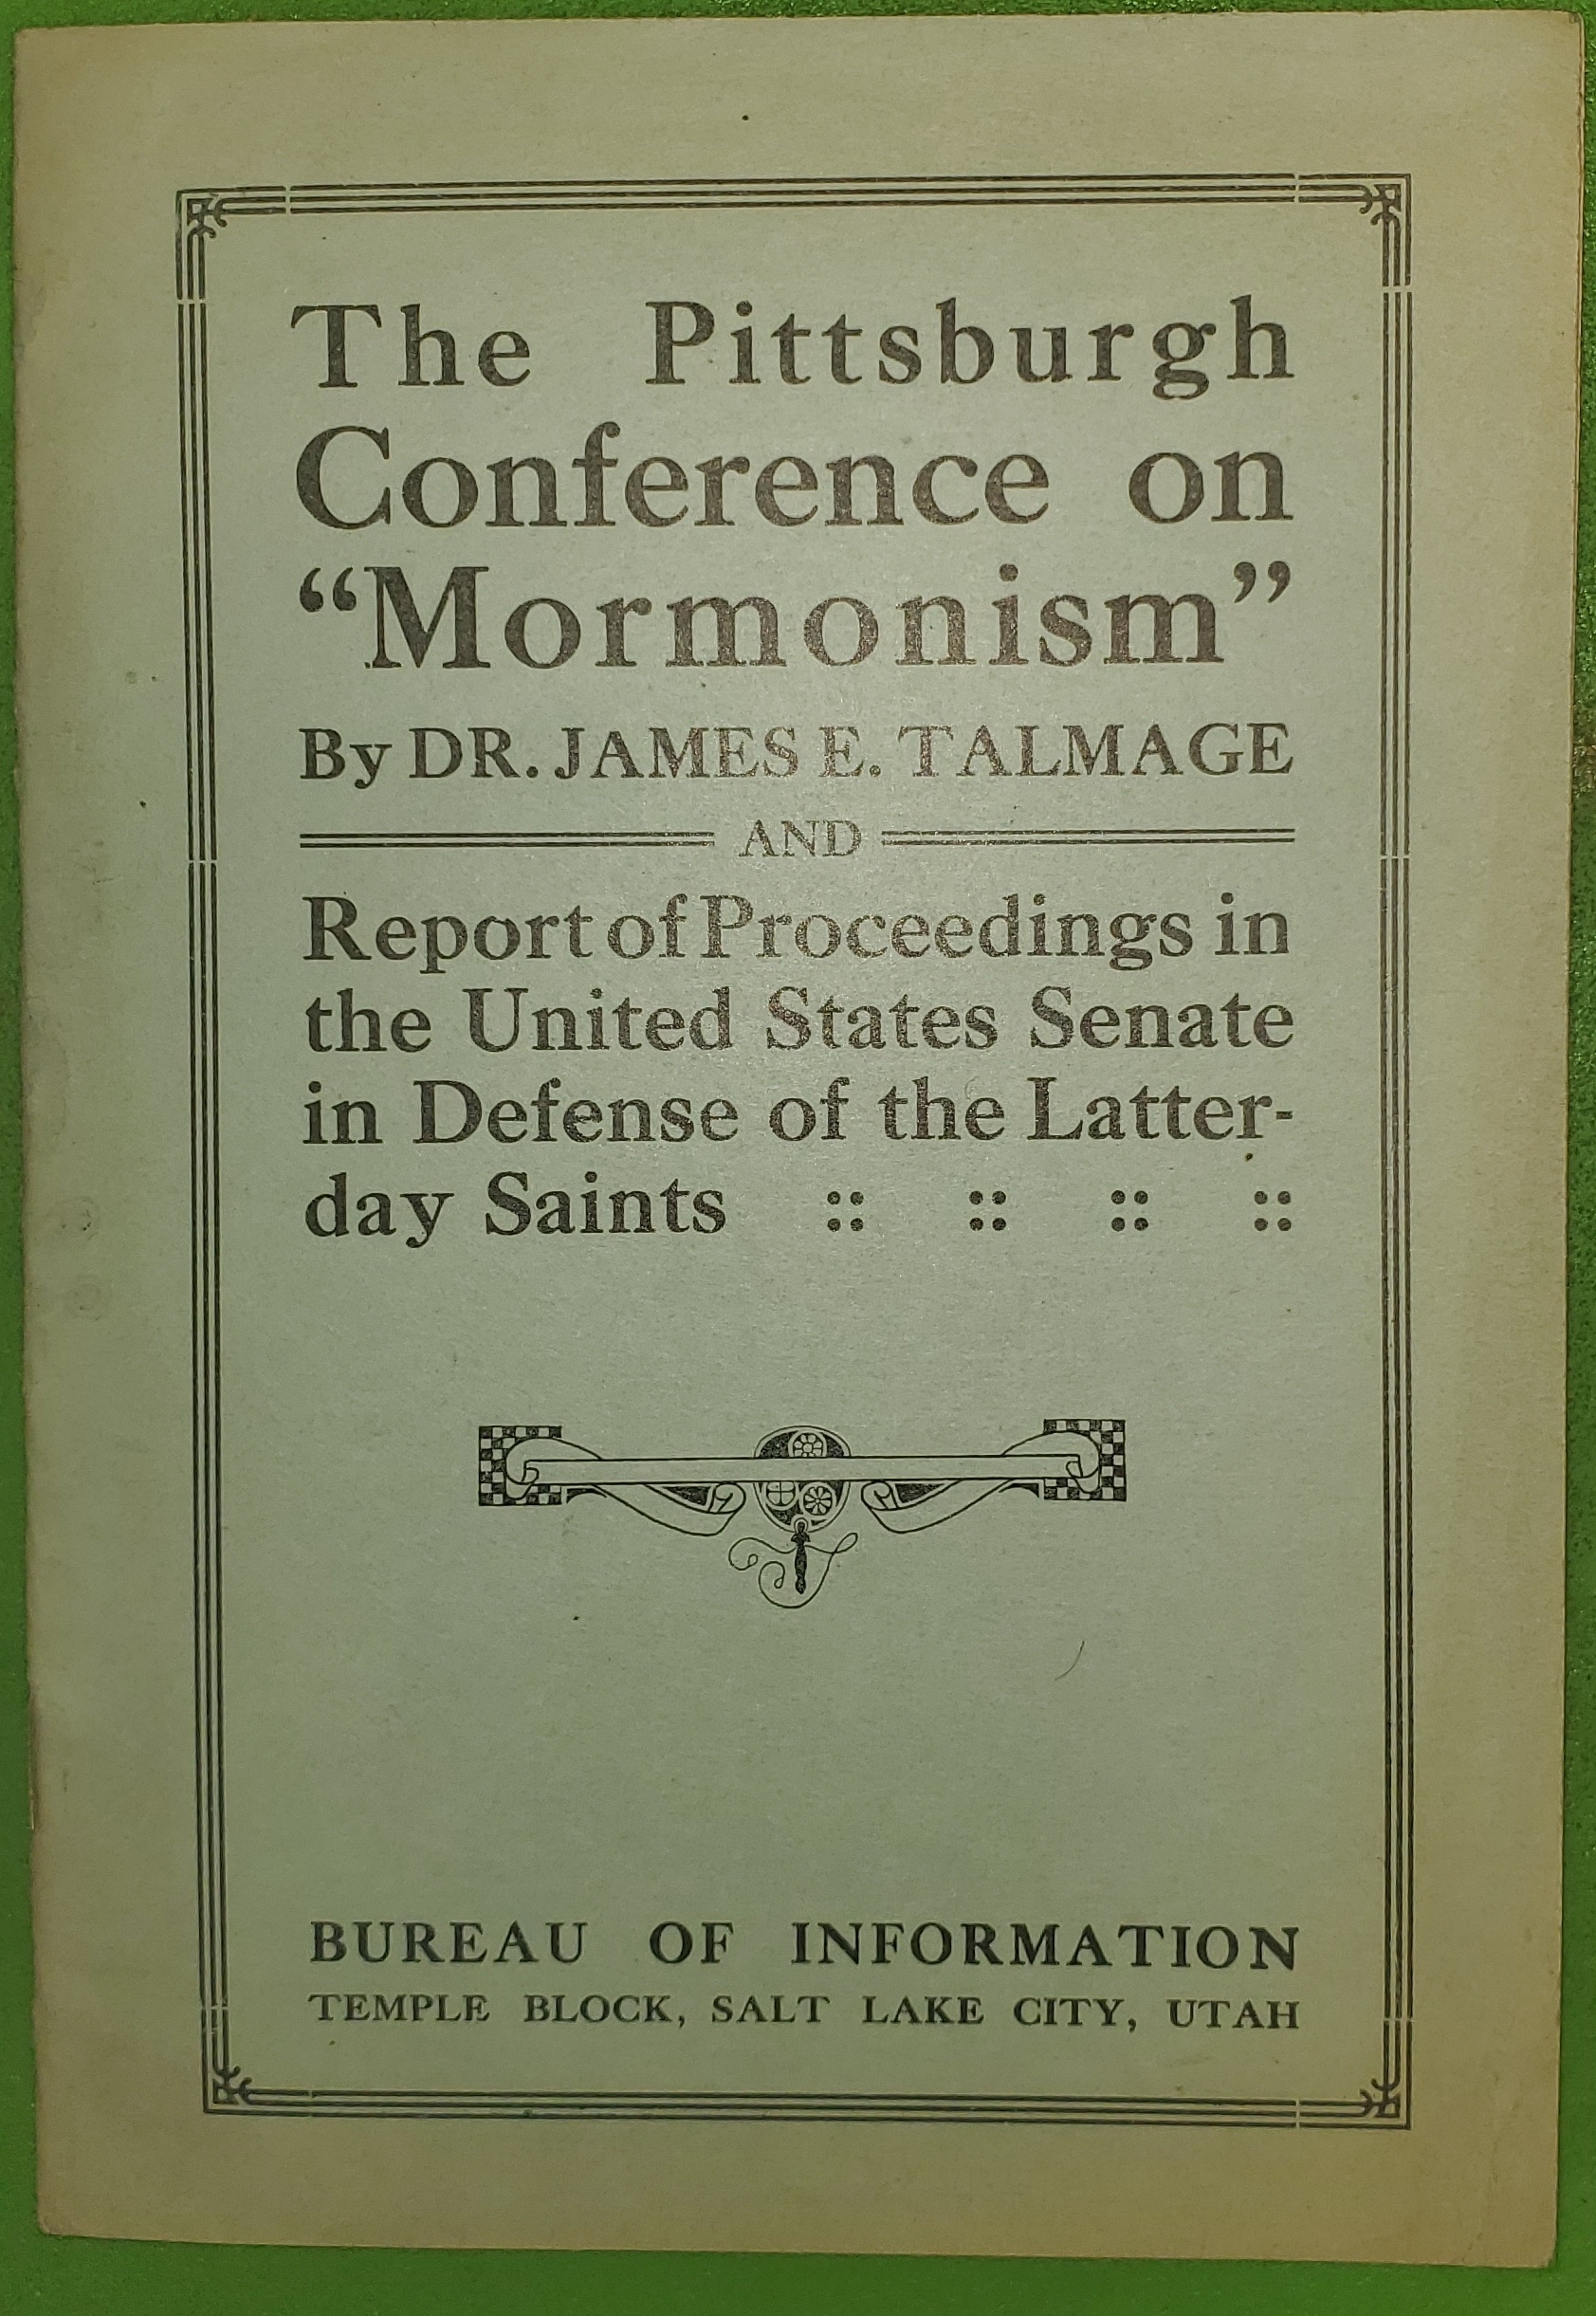 The Pittsburgh
Conference on
“Mormonism”
By DR. JAMES E. TALMAGE
AND
Report of Proceedings in
the United States Senate
in Defense of the Latter-
day Saints :: :: :: ::
BUREAU OF INFORMATION
TEMPLE BLOCK, SALT LAKE CITY, UTAH